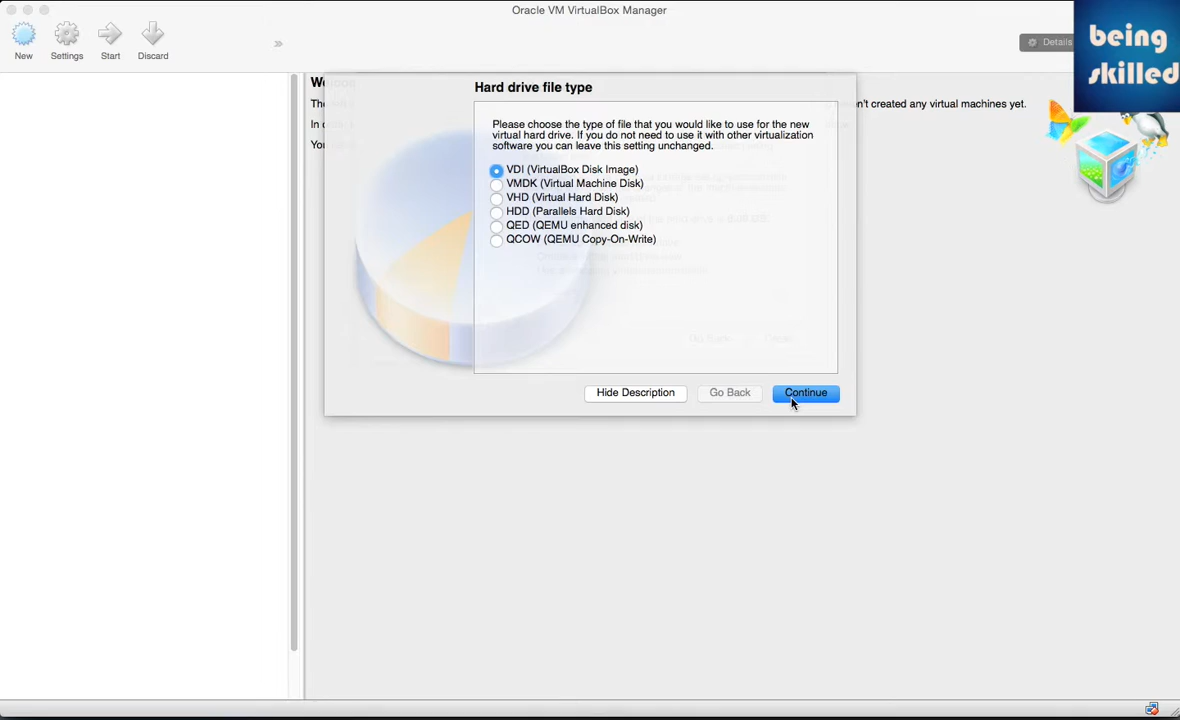 Oracle VM VirtualBox Manager
New
Settings
Start
Discard
»
Details
being
skilled
Hard drive file type
n't created any virtual machines yet.
Please choose the type of file that you would like to use for the new
virtual hard drive. If you do not need to use it with other virtualization
software you can leave this setting unchanged.
VDI (VirtualBox Disk Image)
VMDK (Virtual Machine Disk)
VHD (Virtual Hard Disk)
HDD (Parallels Hard Disk)
QED (QEMU enhanced disk)
QCOW (QEMU Copy-On-Write)
Hide Description
Go Back
Continue